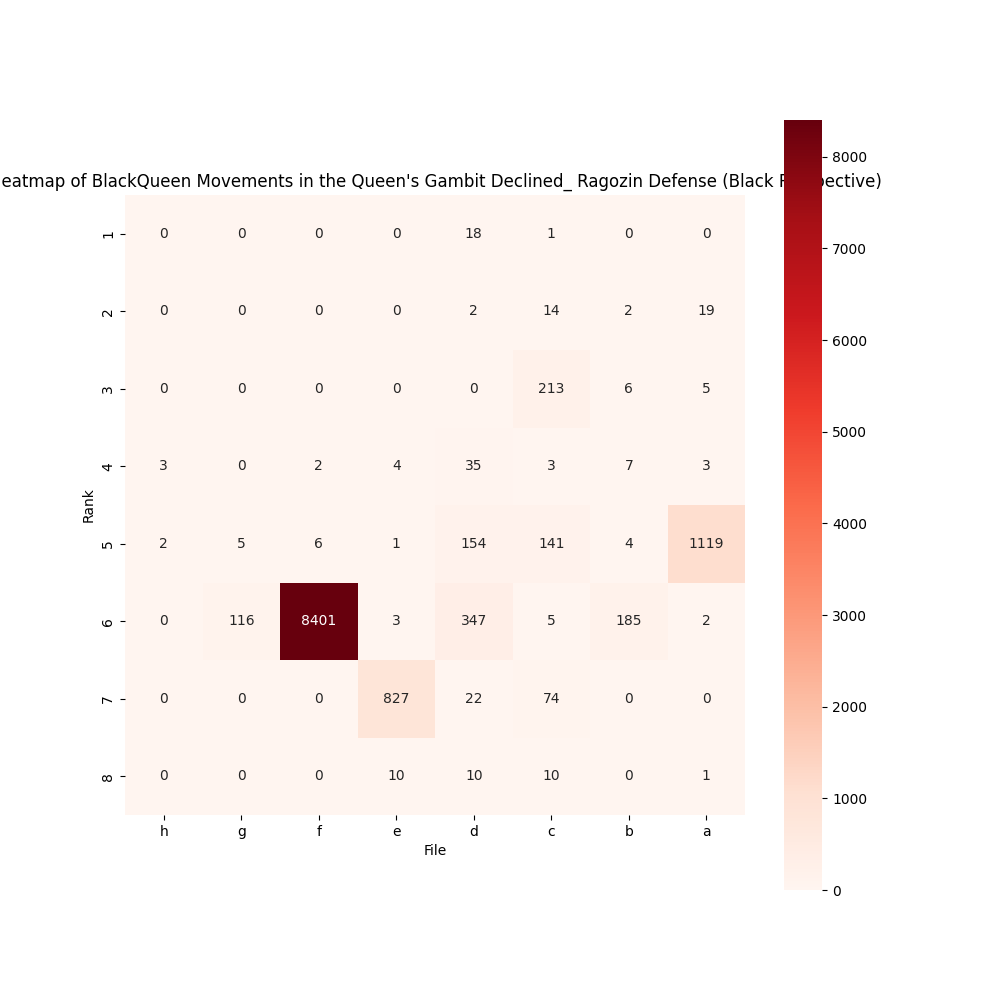 eatmap of BlackQueen Movements in the Queen's Gambit Declined_ Ragozin Defense (Black pective)
8000
7000
6000
5000
4000
3000
2000
1000
0
Rank
1 0 0 0 0 18 1 0 0
2 0 0 0 0 2 14 2 19
3 0 0 0 0 0 213 6 5
4 3 0 2 4 35 3 7 3
5 2 5 6 1 154 141 4 1119
6 0 116 8401 3 347 5 185 2
7 0 0 0 827 22 74 0 0
8 0 0 0 10 10 10 0 1
h g f e d c b a
File